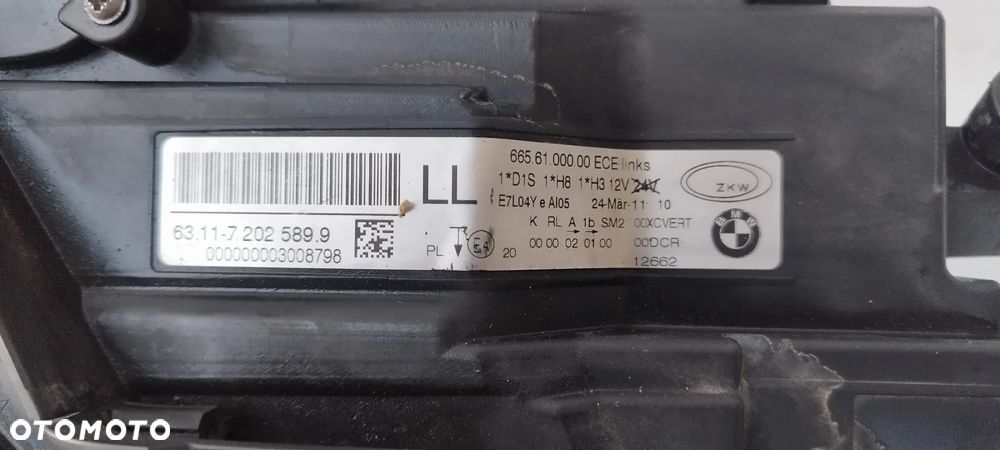 665.61.000.00 ECE links
LL
1*D1S 1*H8 1*H3 12V 24V
ZKW
E7L04Y e AI05 24-Mär-11 10
K RL A 1b SM2 00XCVERT
BMW
63.11-7 202 589.9
PL E4 20 00 00 02 01 00 00DCR
000000003008798
12662
OTOMOTO